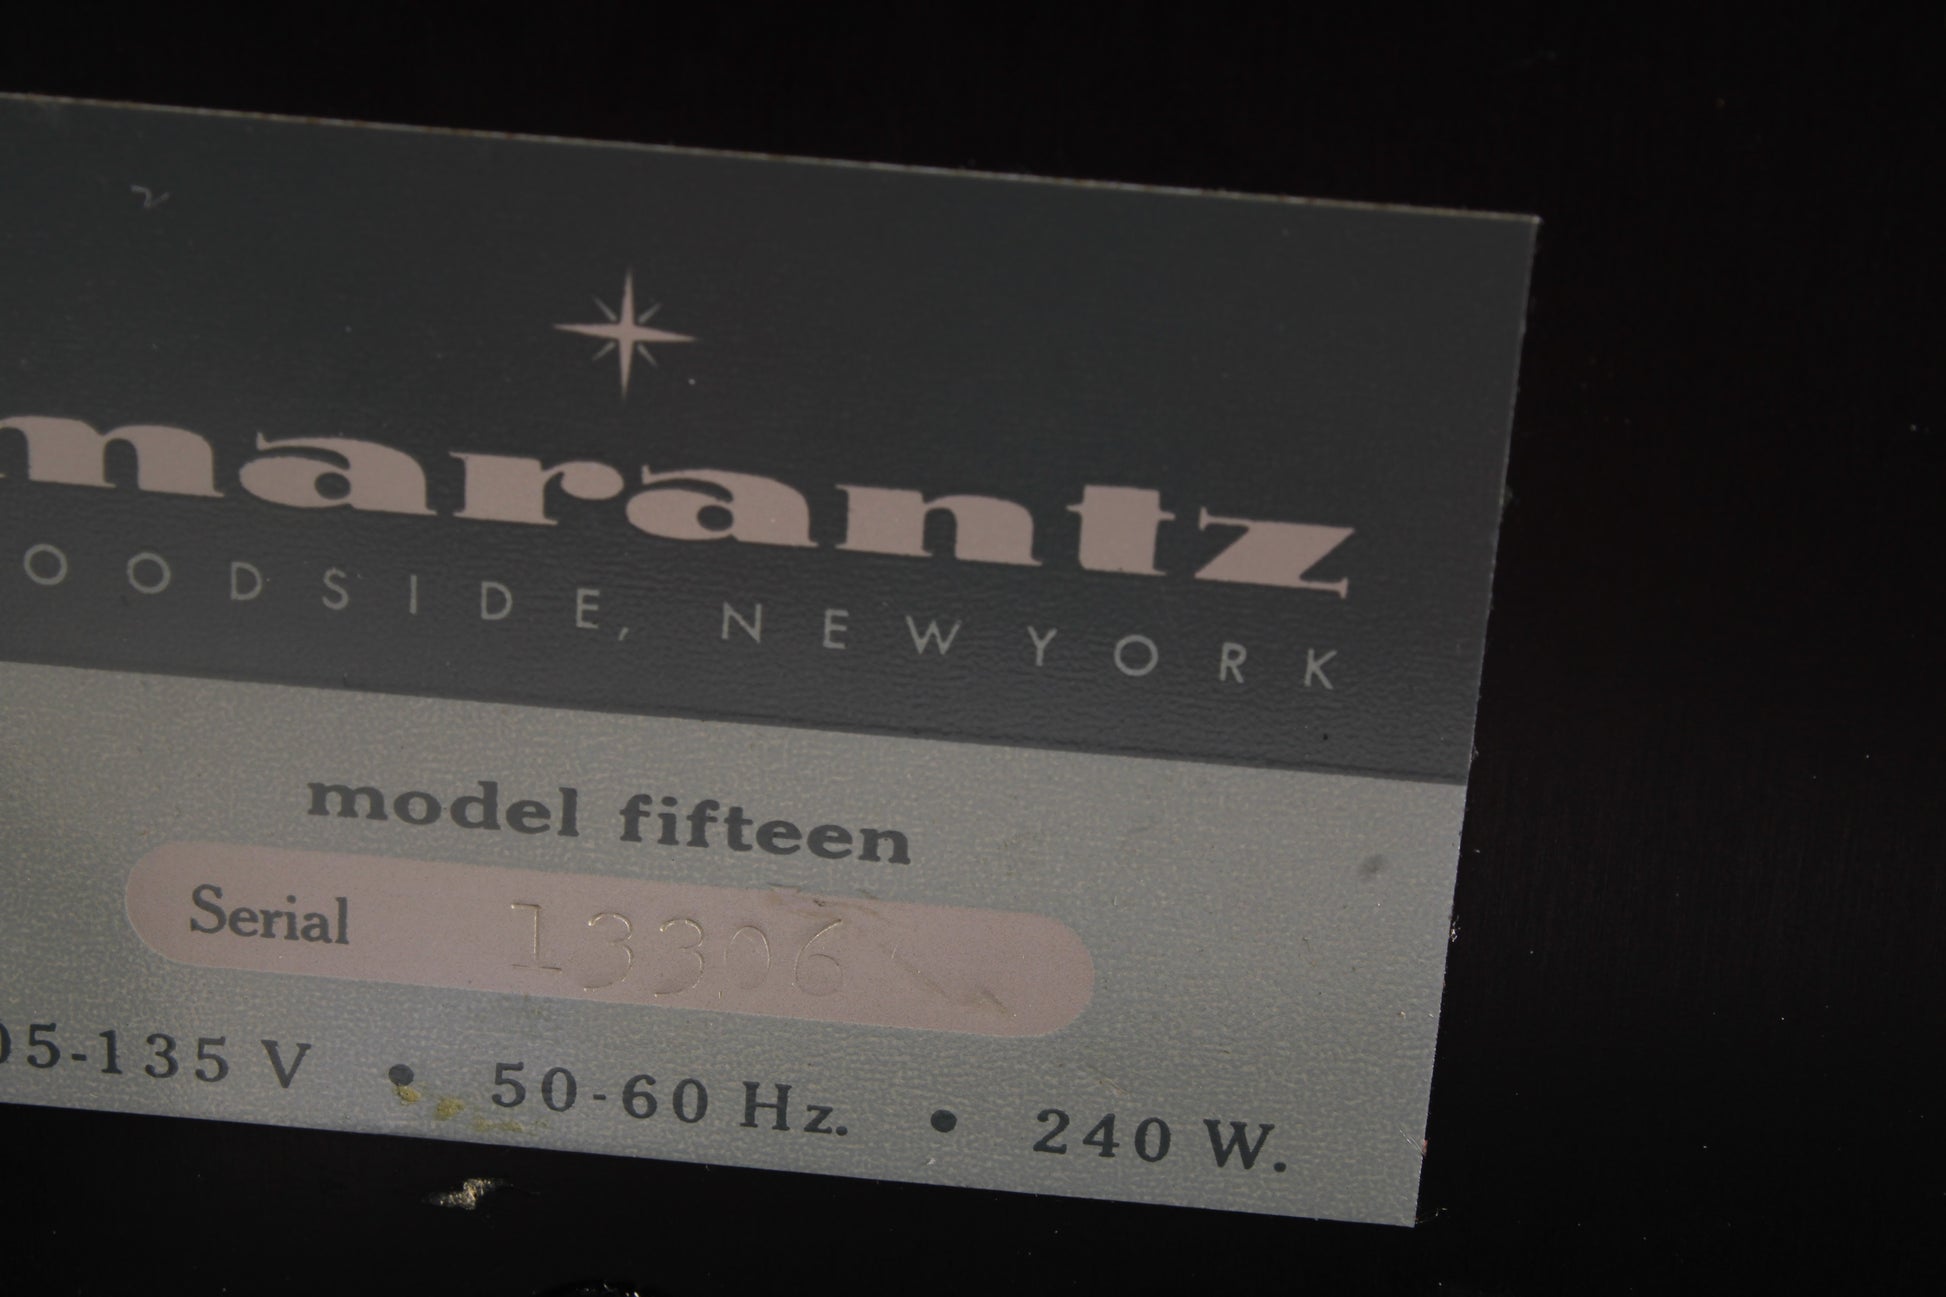 marantz
OODSIDE, NEW YORK
model fifteen
Serial 13306
05-135 V • 50-60 Hz. • 240 W.